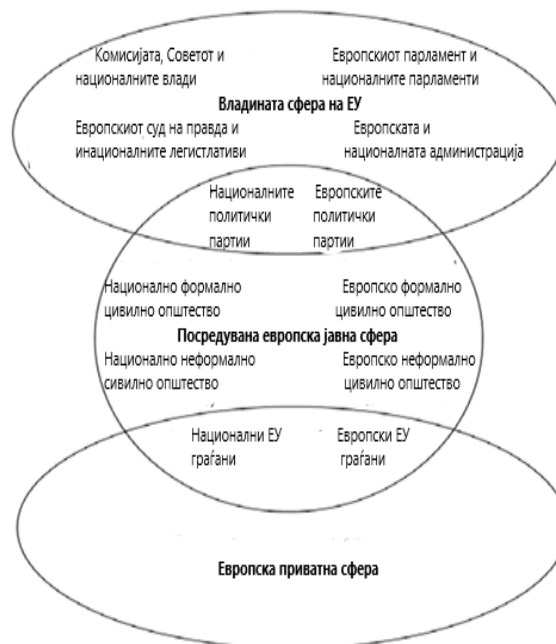 Комисијата, Советот и
националните влади
Европскиот парламент и
националните парламенти
Владината сфера на ЕУ
Европскиот суд на правда и
инационалните легистлативи
Европската и
националната администрација
Националните
политички
партии
Европските
политички
партии
Национално формално
цивилно општество
Европско формално
цивилно општество
Посредувана европска јавна сфера
Национално неформално
сивилно општество
Европско неформално
цивилно општество
Национални ЕУ
граѓани
Европски ЕУ
граѓани
Европска приватна сфера